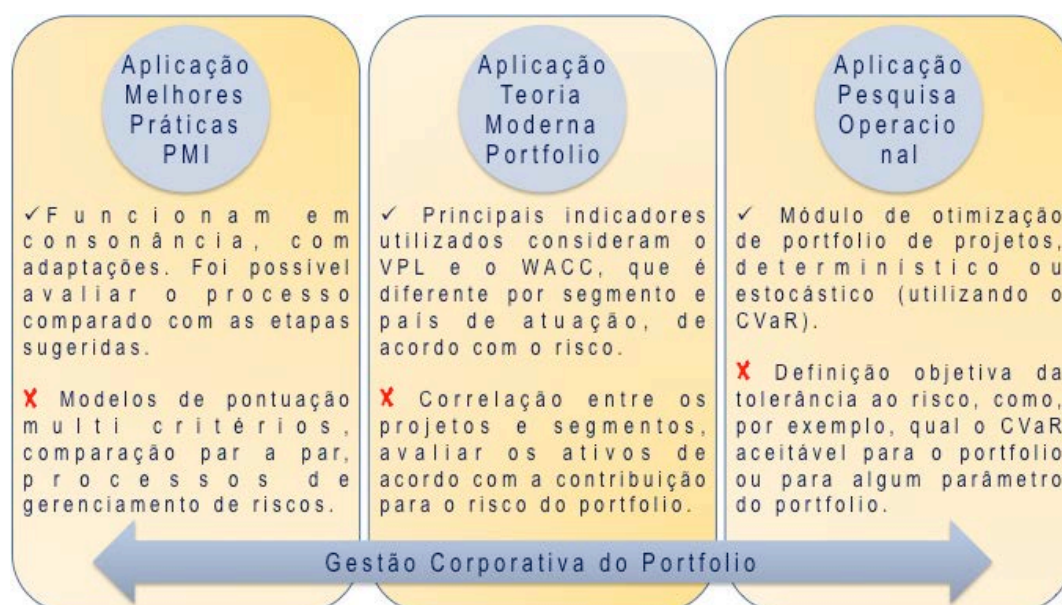 Aplicação
Melhores
Práticas
PMI
✓Funcionam em
consonância, com
adaptações. Foi possível
avaliar o processo
comparado com as etapas
sugeridas.
✘ Modelos de pontuação
multi critérios,
comparação par a par,
processos de
gerenciamento de riscos.
Aplicação
Teoria
Moderna
Portfolio
✓ Principais indicadores
utilizados consideram o
VPL e o WACC, que é
diferente por segmento e
país de atuação, de
acordo com o risco.
✘ Correlação entre os
projetos e segmentos,
avaliar os ativos de
acordo com a contribuição
para o risco do portfolio.
Aplicação
Pesquisa
Operacio
nal
✓ Módulo de otimização
de portfolio de projetos,
determinístico ou
estocástico (utilizando o
CVaR).
✘ Definição objetiva da
tolerância ao risco, como,
por exemplo, qual o CVaR
aceitável para o portfolio
ou para algum parâmetro
do portfolio.
Gestão Corporativa do Portfolio